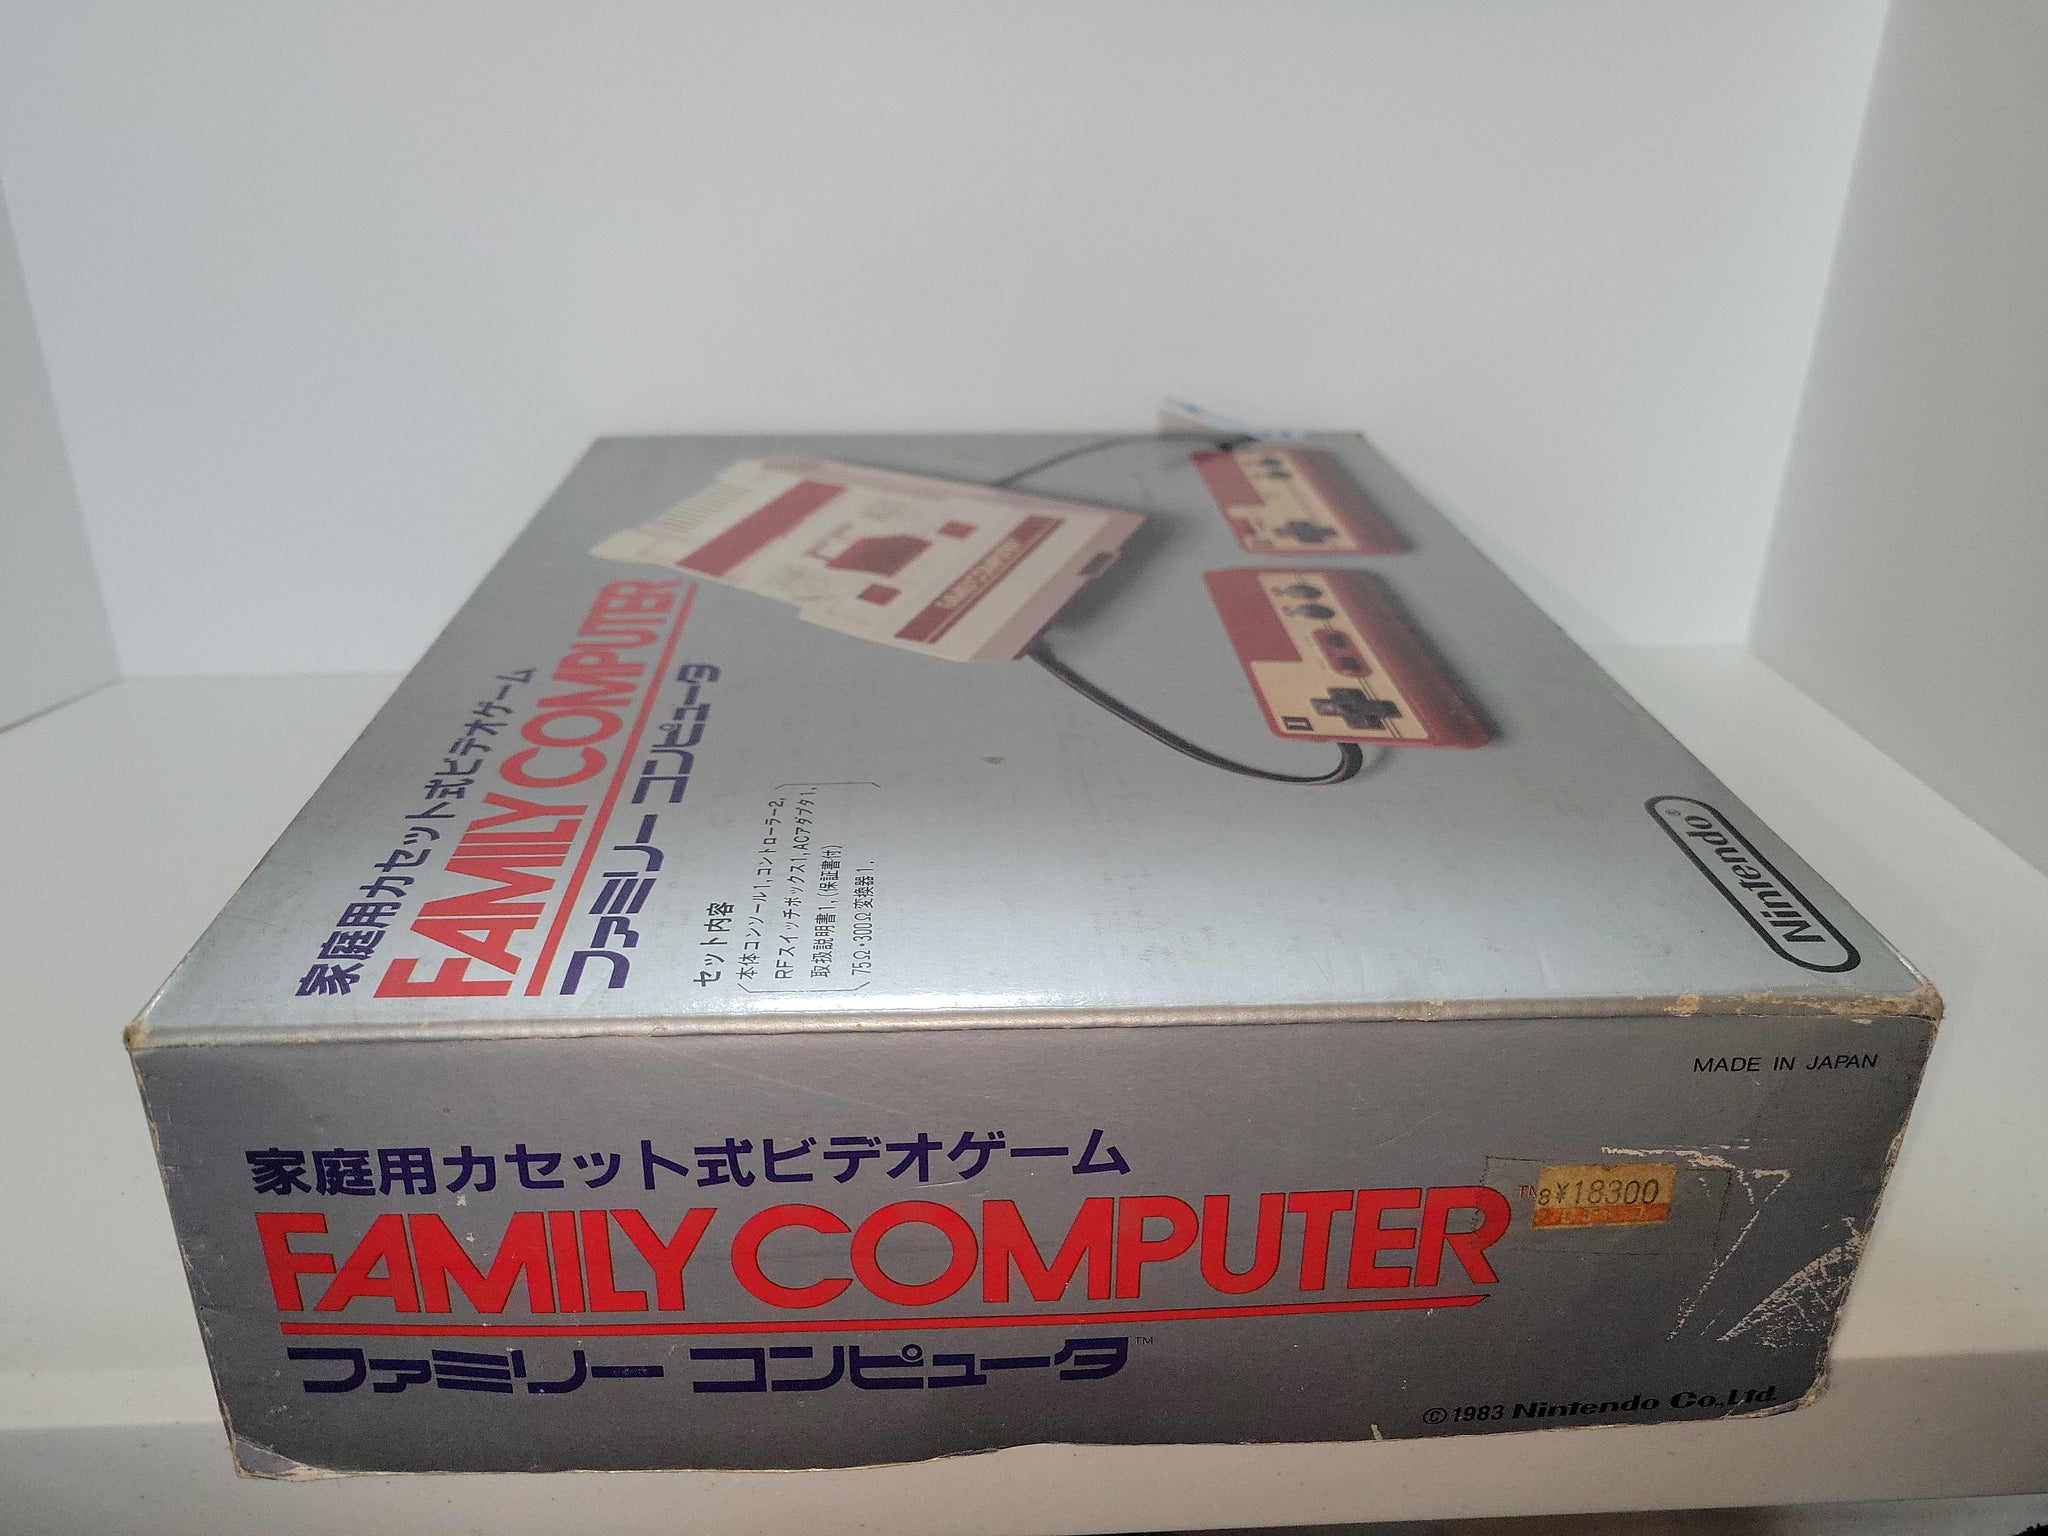 家庭用カセット式ビデオゲーム
FAMILY COMPUTER
ファミリー コンピュータ
セット内容
本体コンソール1,コントローラー2,
RFスイッチボックス1,ACアダプタ1,
取扱説明書1,(保証書付)
75Ω・300Ω変換器1.
FAMILY COMPUTER
II
Nintendo®
MADE IN JAPAN
家庭用カセット式ビデオゲーム
FAMILY COMPUTER™
8 ¥18300
ファミリー コンピュータ™
©1983 Nintendo Co.,Ltd.